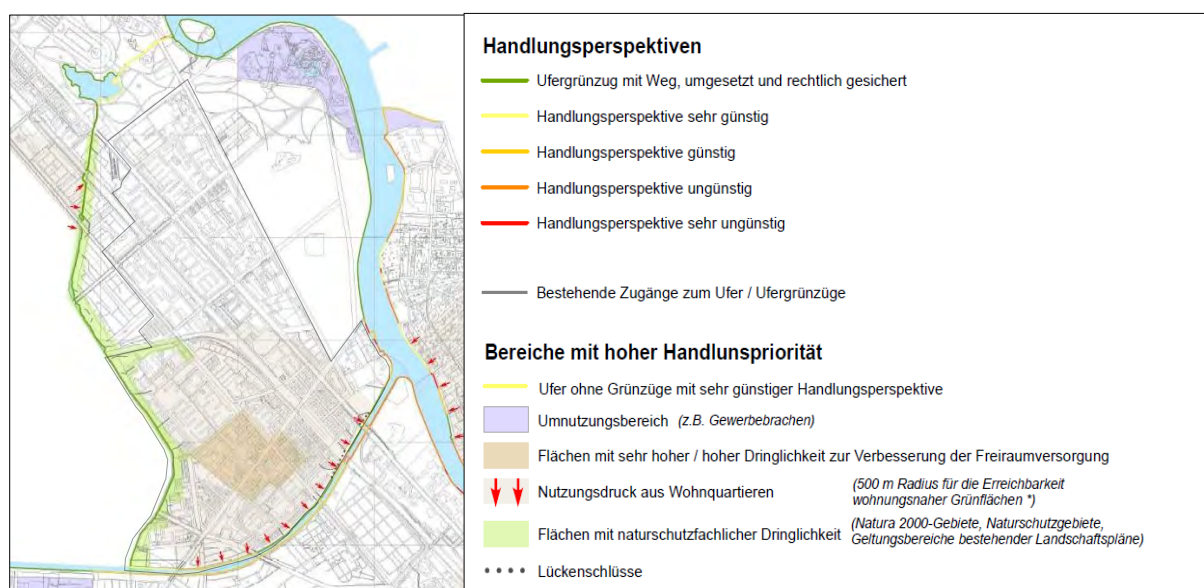 Handlungsperspektiven
Ufergrünzug mit Weg, umgesetzt und rechtlich gesichert
Handlungsperspektive sehr günstig
Handlungsperspektive günstig
Handlungsperspektive ungünstig
Handlungsperspektive sehr ungünstig
Bestehende Zugänge zum Ufer / Ufergrünzüge
Bereiche mit hoher Handlunspriorität
Ufer ohne Grünzüge mit sehr günstiger Handlungsperspektive
Umnutzungsbereich (z.B. Gewerbebrachen)
Flächen mit sehr hoher / hoher Dringlichkeit zur Verbesserung der Freiraumversorgung
Nutzungsdruck aus Wohnquartieren (500 m Radius für die Erreichbarkeit
wohnungsnaher Grünflächen *)
Flächen mit naturschutzfachlicher Dringlichkeit (Natura 2000-Gebiete, Naturschutzgebiete,
Geltungsbereiche bestehender Landschaftspläne)
Lückenschlüsse